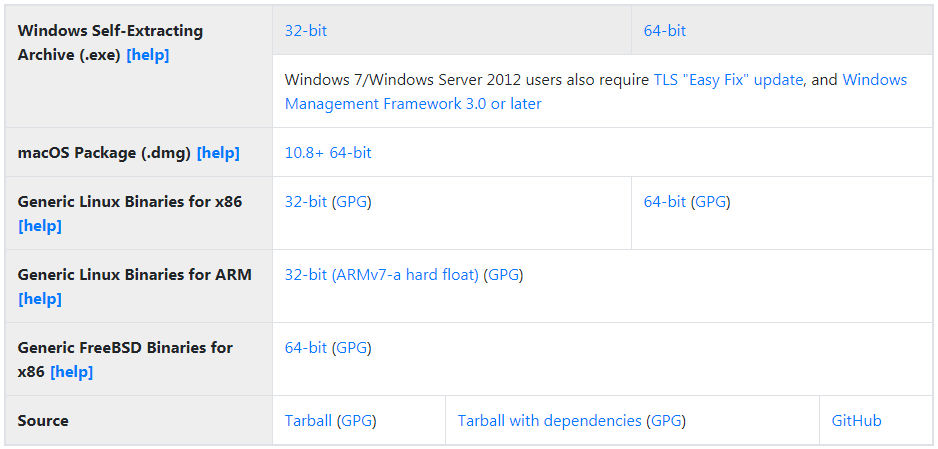 Windows Self-Extracting
Archive (.exe) [help]
32-bit
64-bit
Windows 7/Windows Server 2012 users also require TLS "Easy Fix" update, and Windows
Management Framework 3.0 or later
macOS Package (.dmg) [help]
10.8+ 64-bit
Generic Linux Binaries for x86
[help]
32-bit (GPG)
64-bit (GPG)
Generic Linux Binaries for ARM
[help]
32-bit (ARMv7-a hard float) (GPG)
Generic FreeBSD Binaries for
x86 [help]
64-bit (GPG)
Source
Tarball (GPG)
Tarball with dependencies (GPG)
GitHub